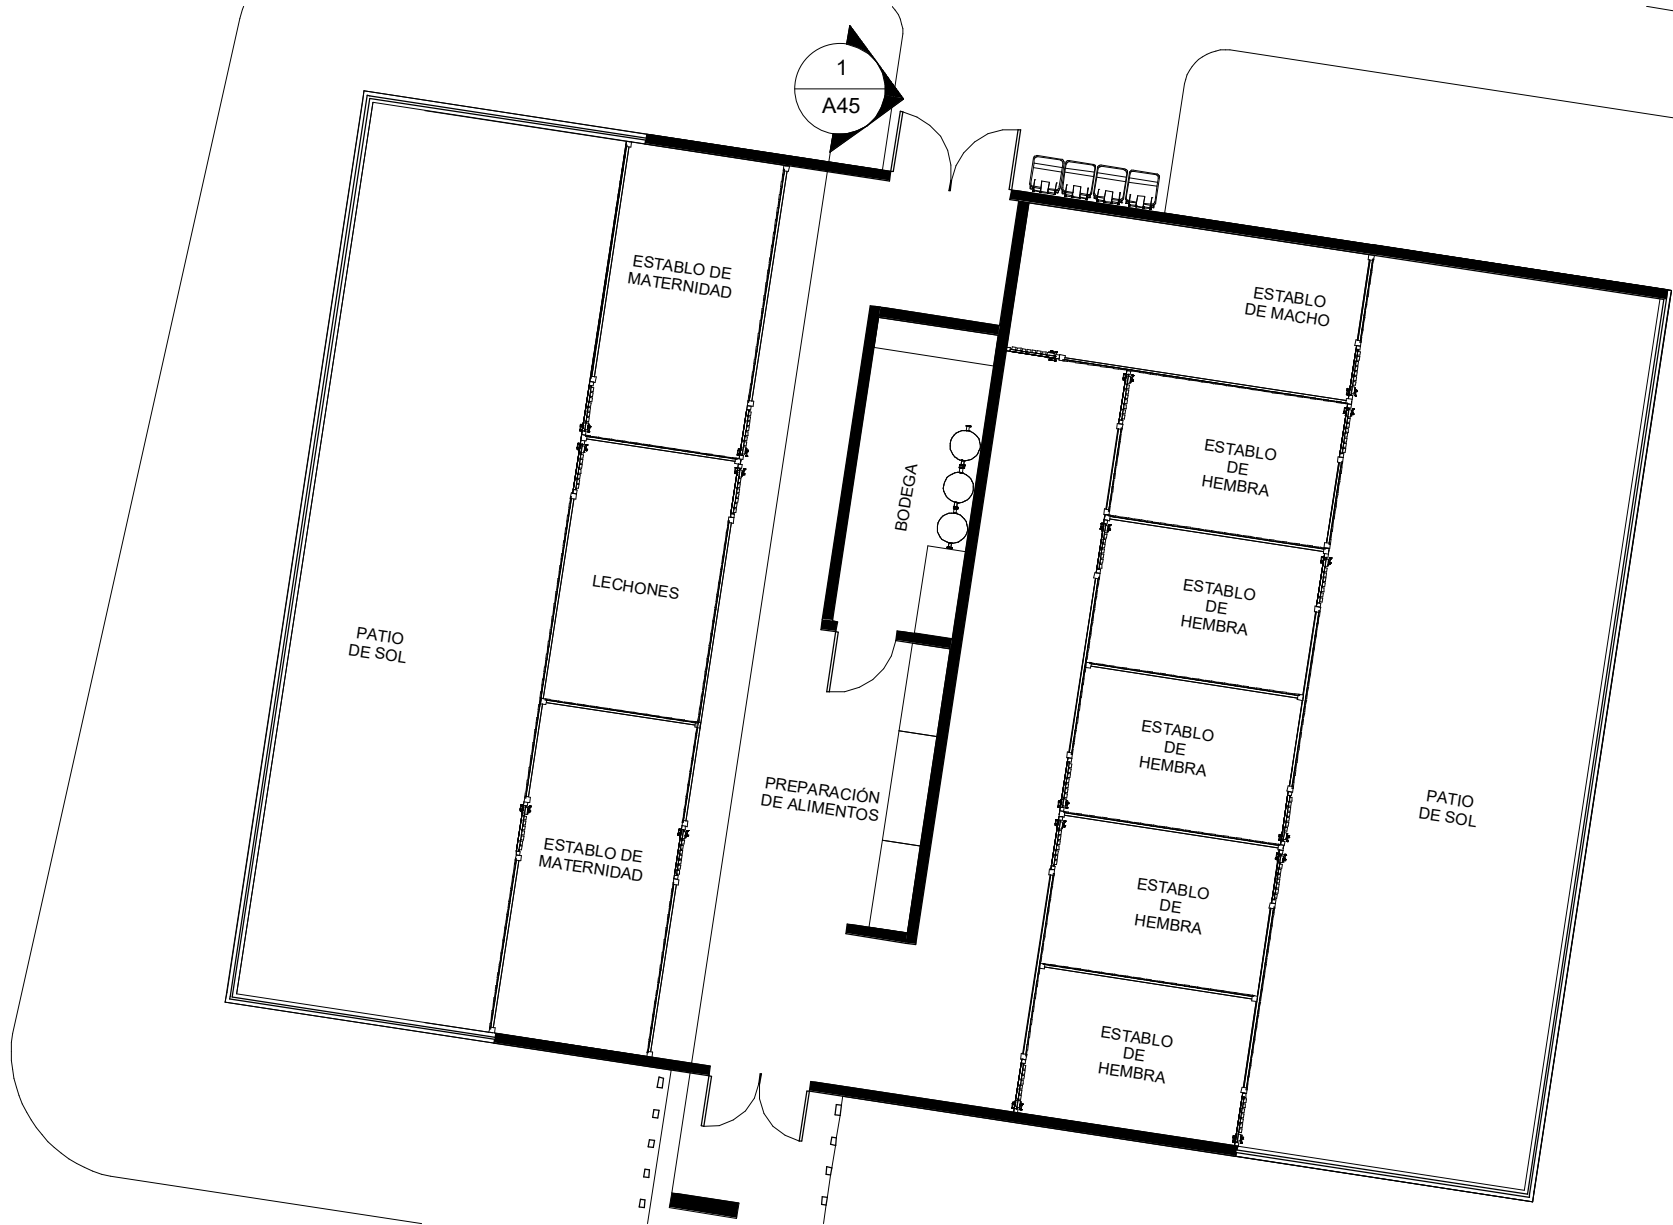 1
A45
ESTABLO DE
MATERNIDAD
ESTABLO
DE MACHO
ESTABLO
DE
HEMBRA
BODEGA
LECHONES
ESTABLO
DE
HEMBRA
PATIO
DE SOL
ESTABLO
DE
HEMBRA
PREPARACIÓN
DE ALIMENTOS
PATIO
DE SOL
ESTABLO DE
MATERNIDAD
ESTABLO
DE
HEMBRA
ESTABLO
DE
HEMBRA